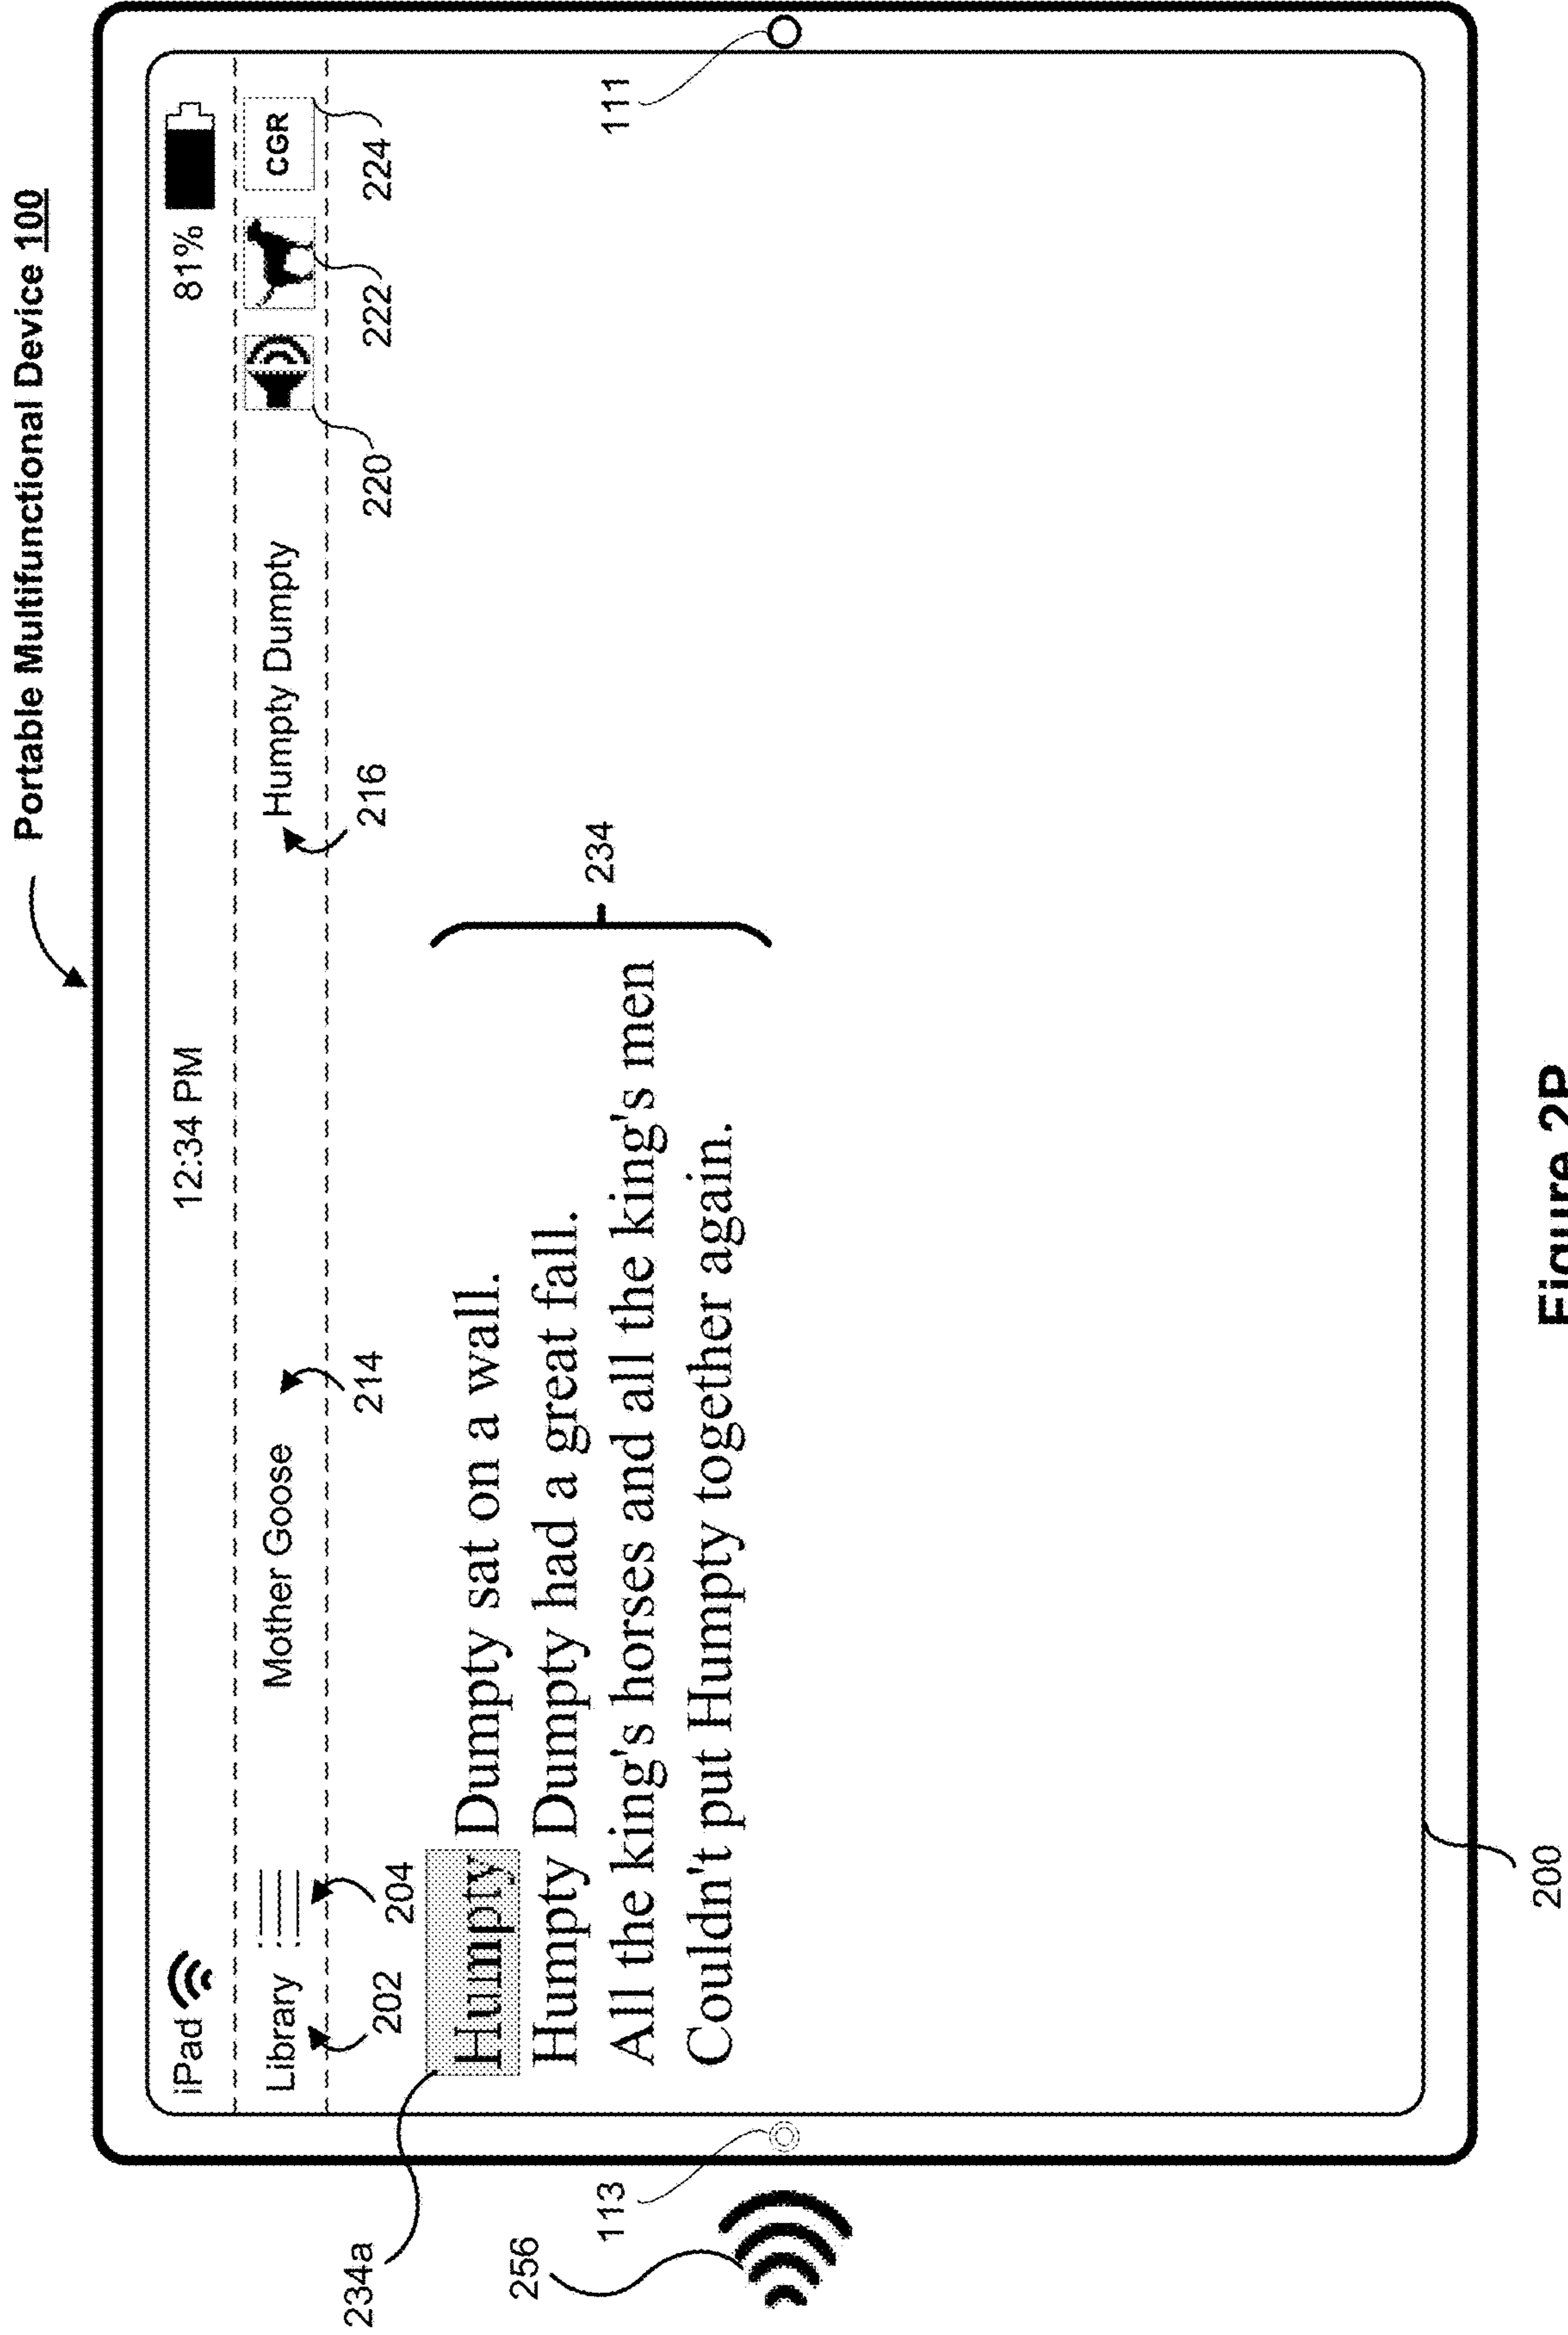 Portable Multifunctional Device 100
iPad 12:34 PM 81%
Library Mother Goose Humpty Dumpty CGR
202 204 214 216 220 222 224
234a
Humpty Dumpty sat on a wall.
Humpty Dumpty had a great fall.
All the king's horses and all the king's men
Couldn't put Humpty together again.
234
256
113
111
200
Figure 2P